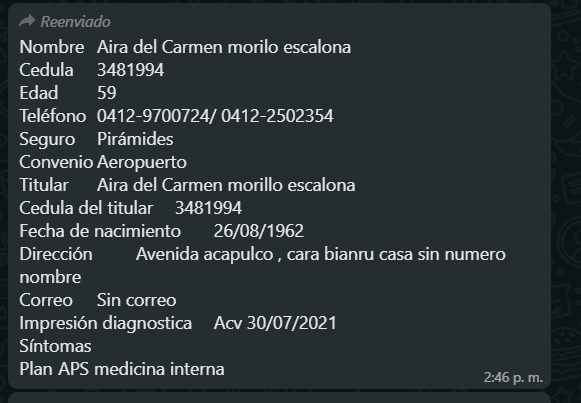 Reenviado
Nombre Aira del Carmen morilo escalona
Cedula 3481994
Edad 59
Teléfono 0412-9700724/ 0412-2502354
Seguro Pirámides
Convenio Aeropuerto
Titular Aira del Carmen morillo escalona
Cedula del titular 3481994
Fecha de nacimiento 26/08/1962
Dirección Avenida acapulco , cara bianru casa sin numero
nombre
Correo Sin correo
Impresión diagnostica Acv 30/07/2021
Síntomas
Plan APS medicina interna
2:46 p. m.